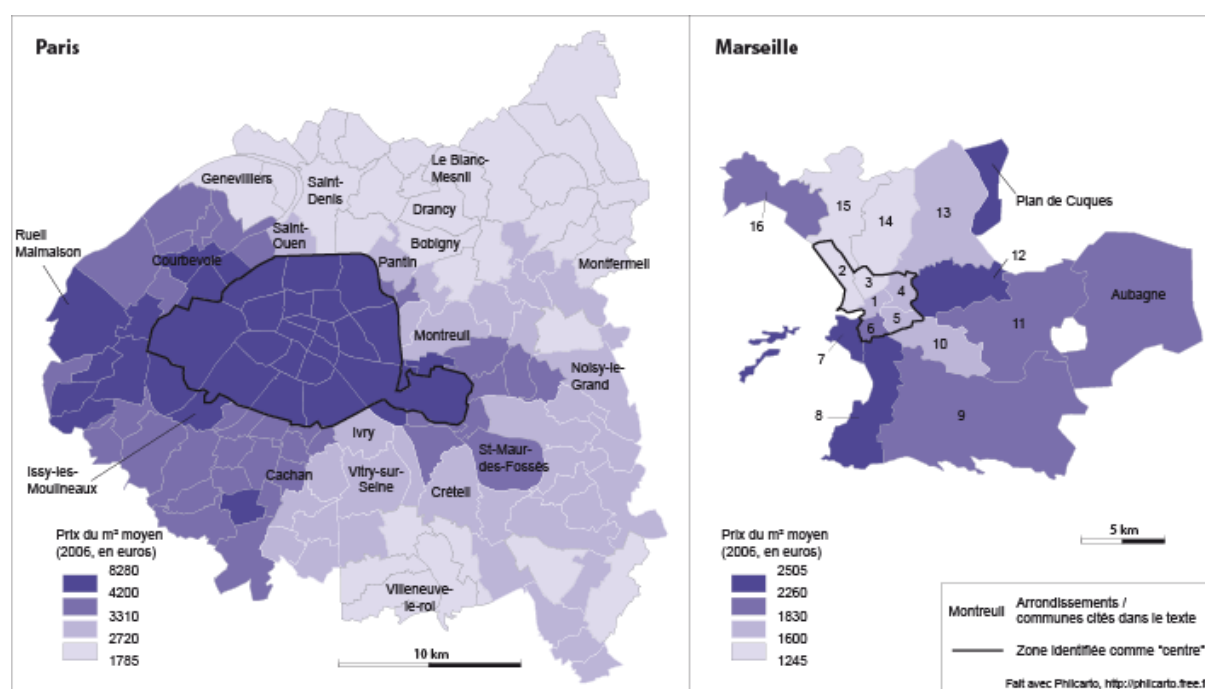 Paris
Genevilliers
Saint-
Denis
Le Blanc-
Mesnil
Drancy
Saint-
Ouen
Bobigny
Rueil
Malmaison
Courbevoie
Pantin
Montfermeil
Montreuil
Noisy-le-
Grand
Issy-les-
Moulineaux
Ivry
Cachan
Vitry-sur-
Seine
St-Maur-
des-Fossés
Créteil
Villeneuve-
le-roi
Prix du m² moyen
(2006, en euros)
8280
4200
3310
2720
1785
10 km
Marseille
Plan de Cuques
16
15
14
13
12
2
3
4
1
5
6
7
8
9
10
11
Aubagne
Prix du m² moyen
(2006, en euros)
2505
2260
1830
1600
1245
5 km
Montreuil
Arrondissements /
communes cités dans le texte
Zone identifiée comme "centre"
Fait avec Philcarto, http://philcarto.free.f